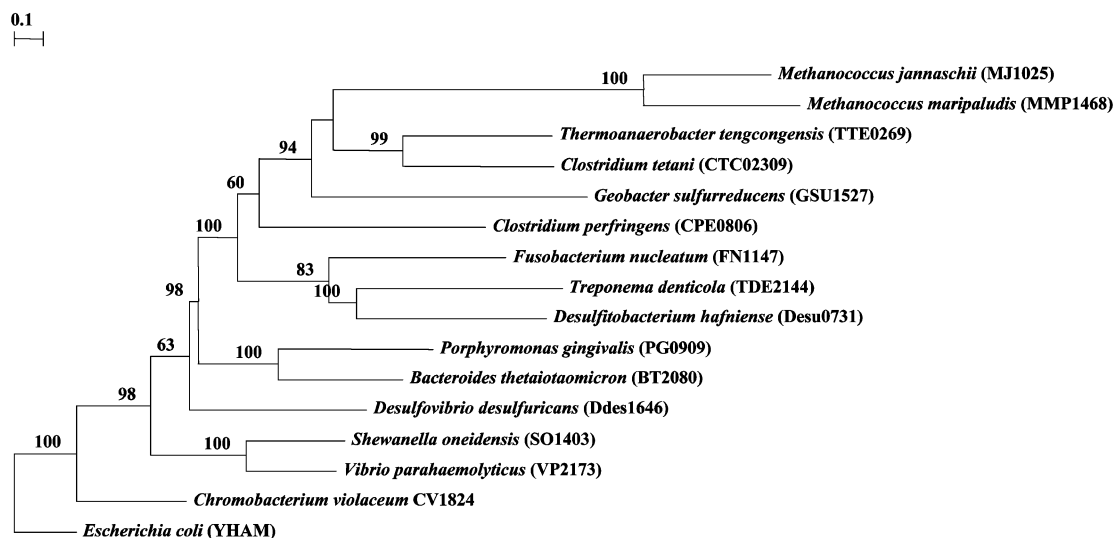 0.1
100
Methanococcus jannaschii (MJ1025)
Methanococcus maripaludis (MMP1468)
99
Thermoanaerobacter tengcongensis (TTE0269)
94
Clostridium tetani (CTC02309)
60
Geobacter sulfurreducens (GSU1527)
100
Clostridium perfringens (CPE0806)
83
Fusobacterium nucleatum (FN1147)
100
Treponema denticola (TDE2144)
98
Desulfitobacterium hafniense (Desu0731)
63
100
Porphyromonas gingivalis (PG0909)
Bacteroides thetaiotaomicron (BT2080)
98
Desulfovibrio desulfuricans (Ddes1646)
100
100
Shewanella oneidensis (SO1403)
Vibrio parahaemolyticus (VP2173)
Chromobacterium violaceum CV1824
Escherichia coli (YHAM)